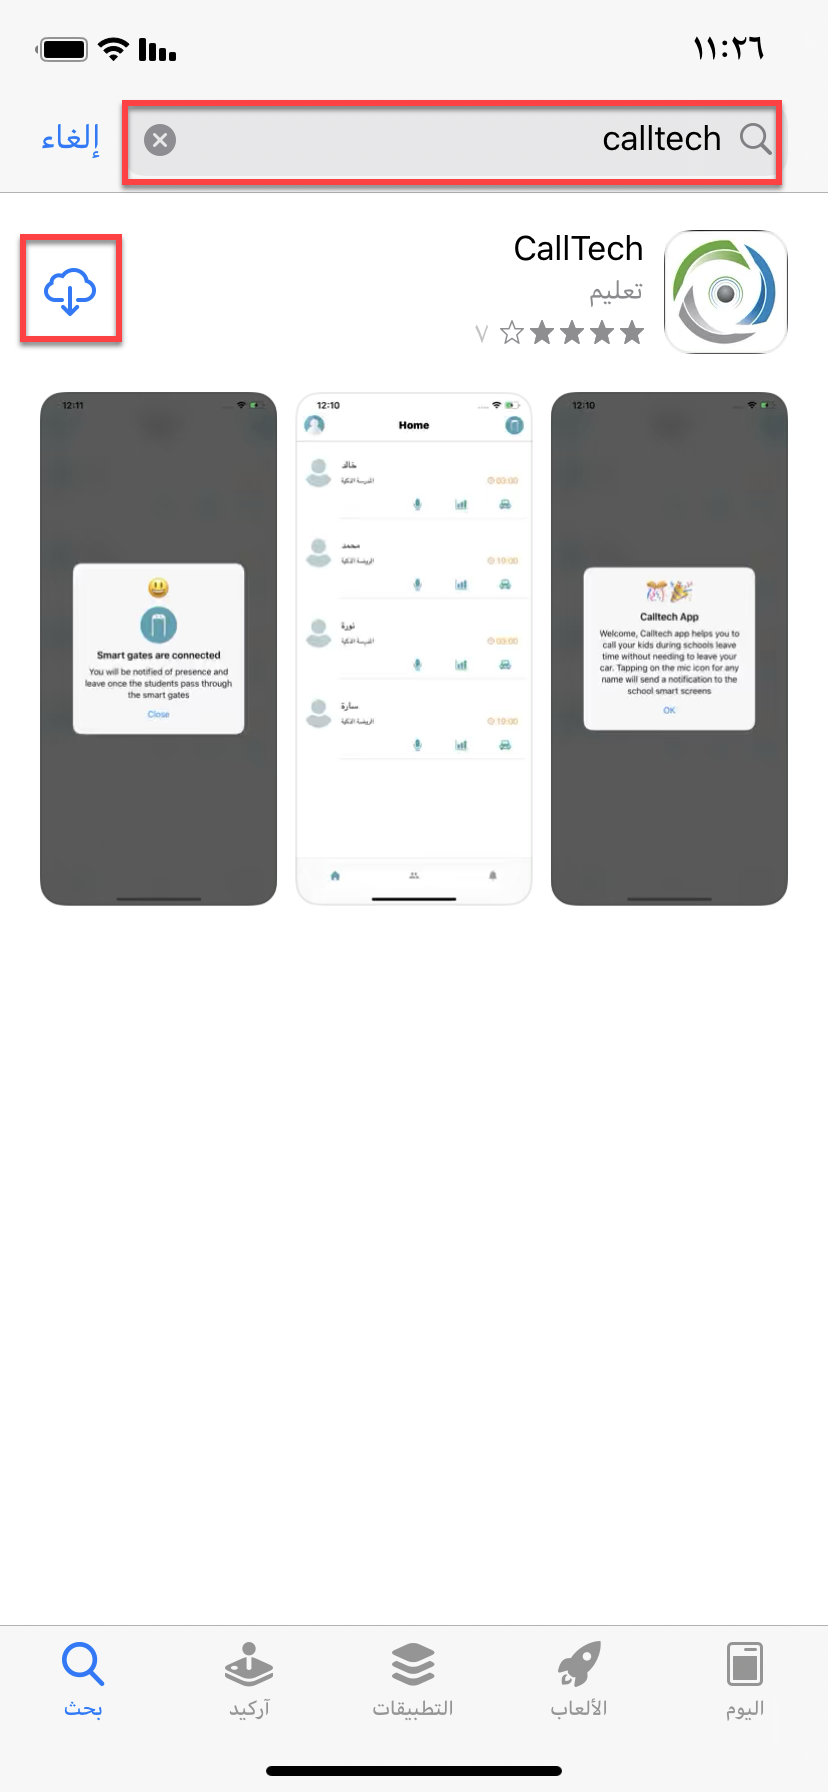 ١١:٢٦
calltech
إلغاء
CallTech
تعليم
٧
12:11
Smart gates are connected
You will be notified of presence and
leave once the students pass through
the smart gates
Close
12:10
Home
خالد
المدرسة الذكية
03:00
محمد
الروضة الذكية
10:00
نورة
المدرسة الذكية
03:00
سارة
الروضة الذكية
10:00
12:10
Calltech App
Welcome, Calltech app helps you to
call your kids during schools leave
time without needing to leave your
car. Tapping on the mic icon for any
name will send a notification to the
school smart screens
OK
اليوم
الألعاب
التطبيقات
آركيد
بحث